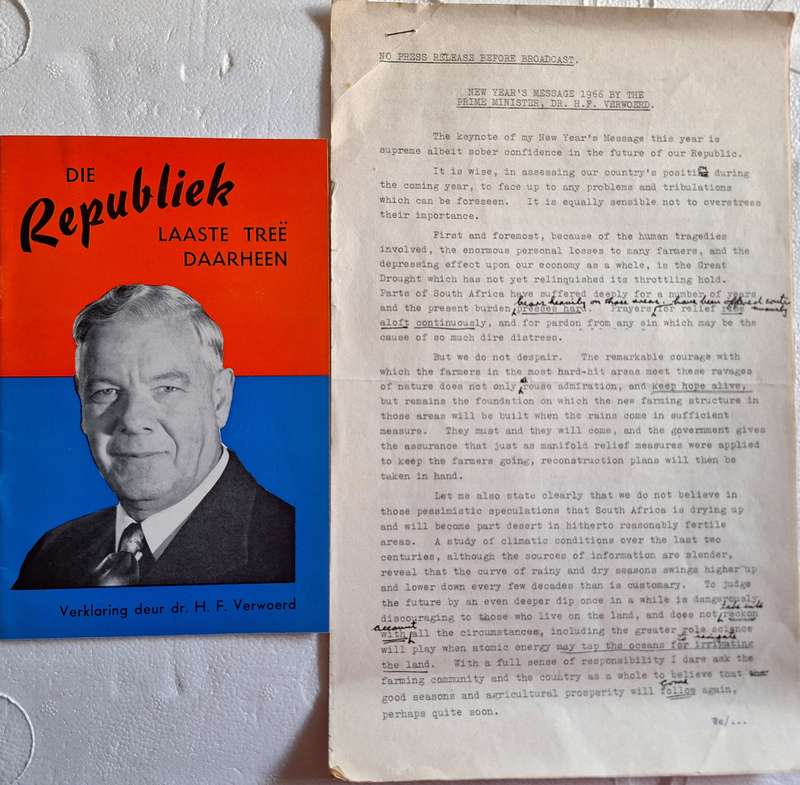 DIE
Republiek
LAASTE TREË
DAARHEEN
Verklaring deur dr. H. F. Verwoerd
NO PRESS RELEASE BEFORE BROADCAST.
NEW YEAR'S MESSAGE 1966 BY THE
PRIME MINISTER, DR. H.F. VERWOERD.
The keynote of my New Year's Message this year is
supreme albeit sober confidence in the future of our Republic.
It is wise, in assessing our country's position during
the coming year, to face up to any problems and tribulations
which can be foreseen. It is equally sensible not to overstress
their importance.
First and foremost, because of the human tragedies
involved, the enormous personal losses to many farmers, and the
depressing effect upon our economy as a whole, is the Great
Drought which has not yet relinquished its throttling hold.
Parts of South Africa have suffered deeply for a number of years
bears heavily on those areas. have been offered conti-
and the present burden presses hard. Prayers for relief rise
nuously
aloft continuously, and for pardon from any sin which may be the
cause of so much dire distress.
But we do not despair. The remarkable courage with
which the farmers in the most hard-hit areas meet these ravages
a
of nature does not only rouse admiration, and keep hope alive,
but remains the foundation on which the new farming structure in
those areas will be built when the rains come in sufficient
measure. They must and they will come, and the government gives
the assurance that just as manifold relief measures were applied
to keep the farmers going, reconstruction plans will then be
taken in hand.
Let me also state clearly that we do not believe in
those pessimistic speculations that South Africa is drying up
and will become part desert in hitherto reasonably fertile
areas. A study of climatic conditions over the last two
centuries, although the sources of information are slender,
reveal that the curve of rainy and dry seasons swings higher up
and lower down every few decades than is customary. To judge
the future by an even deeper dip once in a while is dangerously
take into
discouraging to those who live on the land, and does not reckon
account
with all the circumstances, including the greater role science
to
will play when atomic energy may tap the oceans for irrigating
the land. With a full sense of responsibility I dare ask the
farming community and the country as a whole to believe that
come
good seasons and agricultural prosperity will follow again,
perhaps quite soon.
We/...